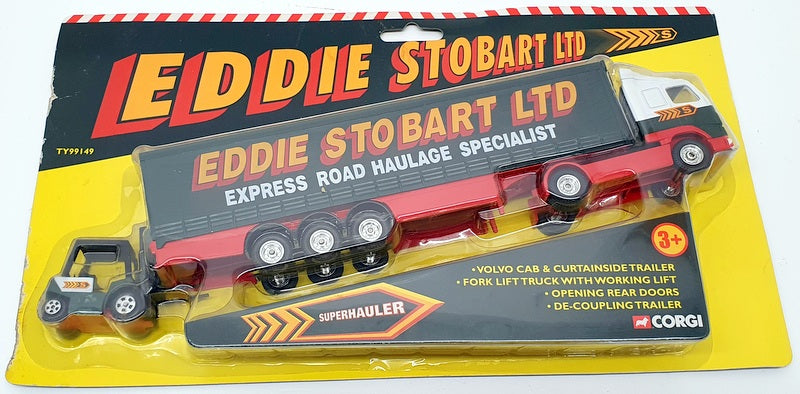 EDDIE STOBART LTD
S
TY99149
EDDIE STOBART LTD
EXPRESS ROAD HAULAGE SPECIALIST
S
3+
• VOLVO CAB & CURTAINSIDE TRAILER
• FORK LIFT TRUCK WITH WORKING LIFT
• OPENING REAR DOORS
• DE-COUPLING TRAILER
SUPERHAULER
CORGI